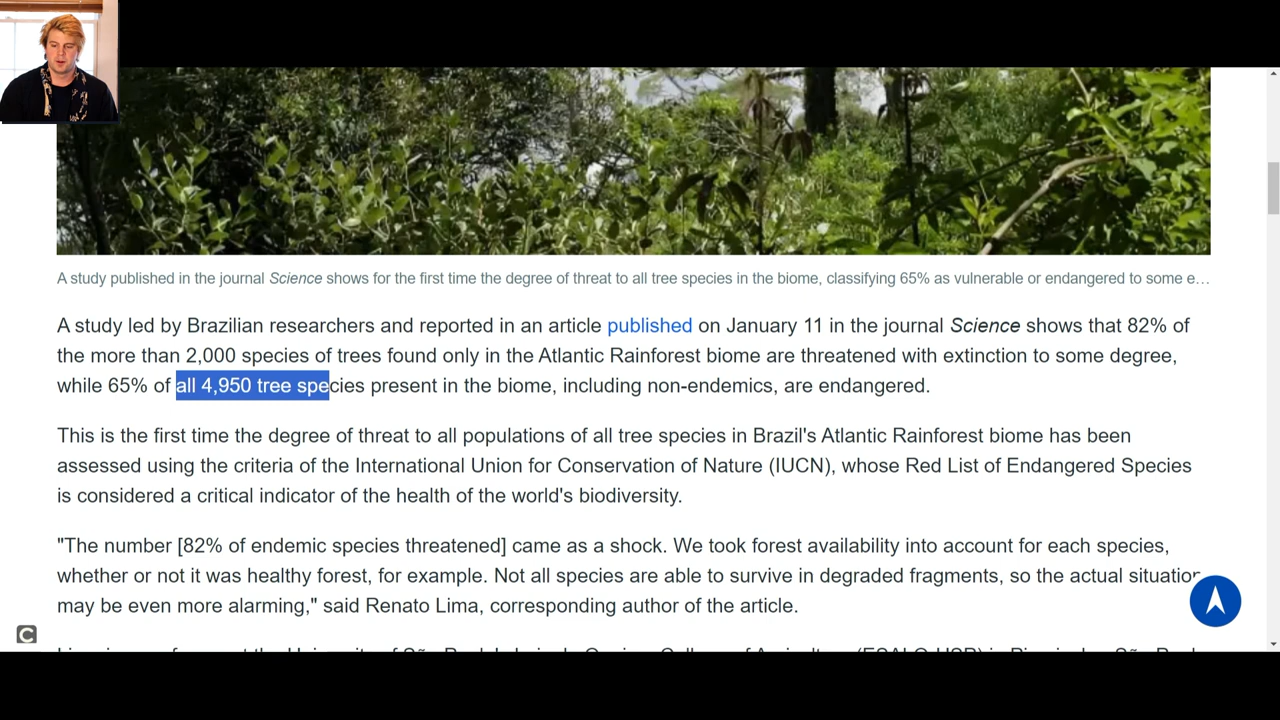 A study published in the journal Science shows for the first time the degree of threat to all tree species in the biome, classifying 65% as vulnerable or endangered to some e…
A study led by Brazilian researchers and reported in an article published on January 11 in the journal Science shows that 82% of
the more than 2,000 species of trees found only in the Atlantic Rainforest biome are threatened with extinction to some degree,
while 65% of all 4,950 tree species present in the biome, including non-endemics, are endangered.
This is the first time the degree of threat to all populations of all tree species in Brazil's Atlantic Rainforest biome has been
assessed using the criteria of the International Union for Conservation of Nature (IUCN), whose Red List of Endangered Species
is considered a critical indicator of the health of the world's biodiversity.
"The number [82% of endemic species threatened] came as a shock. We took forest availability into account for each species,
whether or not it was healthy forest, for example. Not all species are able to survive in degraded fragments, so the actual situation
may be even more alarming," said Renato Lima, corresponding author of the article.